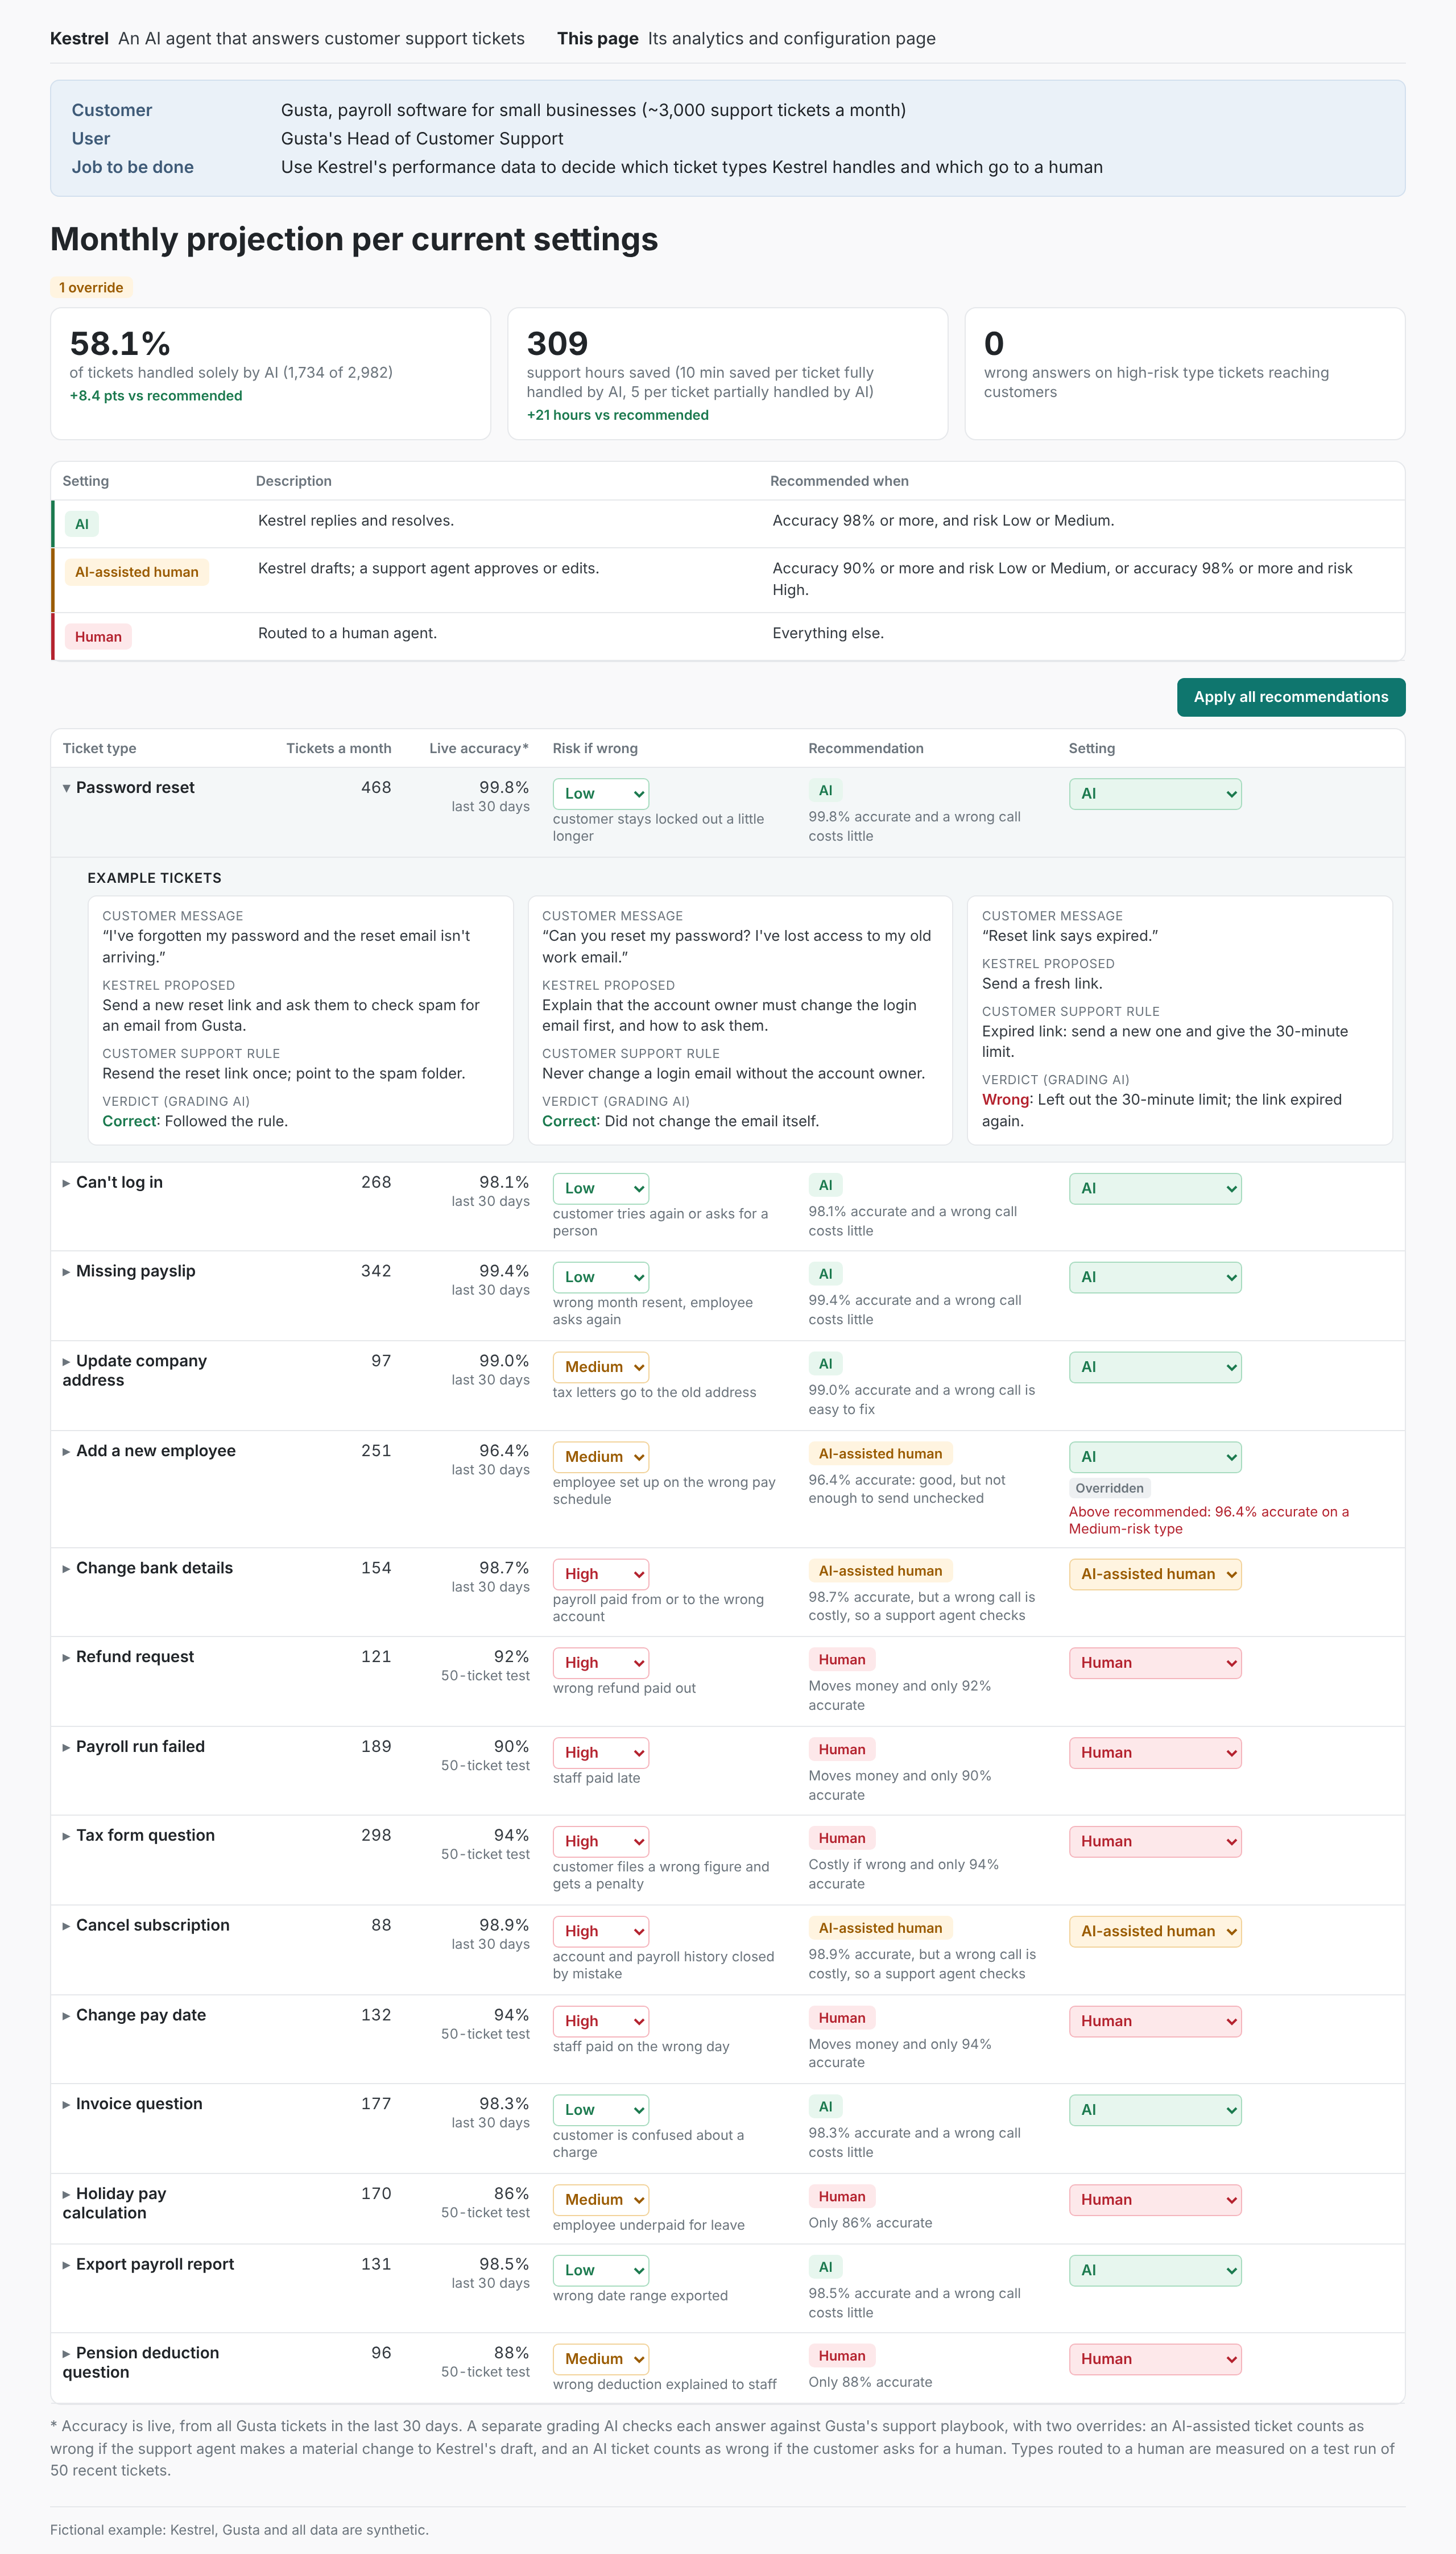 Kestrel An AI agent that answers customer support tickets This page Its analytics and configuration page
Customer Gusta, payroll software for small businesses (~3,000 support tickets a month)
User Gusta's Head of Customer Support
Job to be done Use Kestrel's performance data to decide which ticket types Kestrel handles and which go to a human
Monthly projection per current settings
1 override
58.1%
of tickets handled solely by AI (1,734 of 2,982)
+8.4 pts vs recommended
309
support hours saved (10 min saved per ticket fully
handled by AI, 5 per ticket partially handled by AI)
+21 hours vs recommended
0
wrong answers on high-risk type tickets reaching
customers
Setting Description Recommended when
AI Kestrel replies and resolves. Accuracy 98% or more, and risk Low or Medium.
AI-assisted human Kestrel drafts; a support agent approves or edits. Accuracy 90% or more and risk Low or Medium, or accuracy 98% or more and risk
High.
Human Routed to a human agent. Everything else.
Apply all recommendations
Ticket type Tickets a month Live accuracy* Risk if wrong Recommendation Setting
▾ Password reset 468 99.8% Low AI AI
last 30 days customer stays locked out a little 99.8% accurate and a wrong call
longer costs little
EXAMPLE TICKETS
CUSTOMER MESSAGE
“I've forgotten my password and the reset email isn't
arriving.”
KESTREL PROPOSED
Send a new reset link and ask them to check spam for
an email from Gusta.
CUSTOMER SUPPORT RULE
Resend the reset link once; point to the spam folder.
VERDICT (GRADING AI)
Correct: Followed the rule.
CUSTOMER MESSAGE
“Can you reset my password? I've lost access to my old
work email.”
KESTREL PROPOSED
Explain that the account owner must change the login
email first, and how to ask them.
CUSTOMER SUPPORT RULE
Never change a login email without the account owner.
VERDICT (GRADING AI)
Correct: Did not change the email itself.
CUSTOMER MESSAGE
“Reset link says expired.”
KESTREL PROPOSED
Send a fresh link.
CUSTOMER SUPPORT RULE
Expired link: send a new one and give the 30-minute
limit.
VERDICT (GRADING AI)
Wrong: Left out the 30-minute limit; the link expired
again.
▸ Can't log in 268 98.1% Low AI AI
last 30 days customer tries again or asks for a 98.1% accurate and a wrong call
person costs little
▸ Missing payslip 342 99.4% Low AI AI
last 30 days wrong month resent, employee 99.4% accurate and a wrong call
asks again costs little
▸ Update company 97 99.0% Medium AI AI
address last 30 days tax letters go to the old address 99.0% accurate and a wrong call is
easy to fix
▸ Add a new employee 251 96.4% Medium AI-assisted human AI
last 30 days employee set up on the wrong pay 96.4% accurate: good, but not Overridden
schedule enough to send unchecked Above recommended: 96.4% accurate on a
Medium-risk type
▸ Change bank details 154 98.7% High AI-assisted human AI-assisted human
last 30 days payroll paid from or to the wrong 98.7% accurate, but a wrong call is
account costly, so a support agent checks
▸ Refund request 121 92% High Human Human
50-ticket test wrong refund paid out Moves money and only 92%
accurate
▸ Payroll run failed 189 90% High Human Human
50-ticket test staff paid late Moves money and only 90%
accurate
▸ Tax form question 298 94% High Human Human
50-ticket test customer files a wrong figure and Costly if wrong and only 94%
gets a penalty accurate
▸ Cancel subscription 88 98.9% High AI-assisted human AI-assisted human
last 30 days account and payroll history closed 98.9% accurate, but a wrong call is
by mistake costly, so a support agent checks
▸ Change pay date 132 94% High Human Human
50-ticket test staff paid on the wrong day Moves money and only 94%
accurate
▸ Invoice question 177 98.3% Low AI AI
last 30 days customer is confused about a 98.3% accurate and a wrong call
charge costs little
▸ Holiday pay 170 86% Medium Human Human
calculation 50-ticket test employee underpaid for leave Only 86% accurate
▸ Export payroll report 131 98.5% Low AI AI
last 30 days wrong date range exported 98.5% accurate and a wrong call
costs little
▸ Pension deduction 96 88% Medium Human Human
question 50-ticket test wrong deduction explained to staff Only 88% accurate
* Accuracy is live, from all Gusta tickets in the last 30 days. A separate grading AI checks each answer against Gusta's support playbook, with two overrides: an AI-assisted ticket counts as
wrong if the support agent makes a material change to Kestrel's draft, and an AI ticket counts as wrong if the customer asks for a human. Types routed to a human are measured on a test run of
50 recent tickets.
Fictional example: Kestrel, Gusta and all data are synthetic.